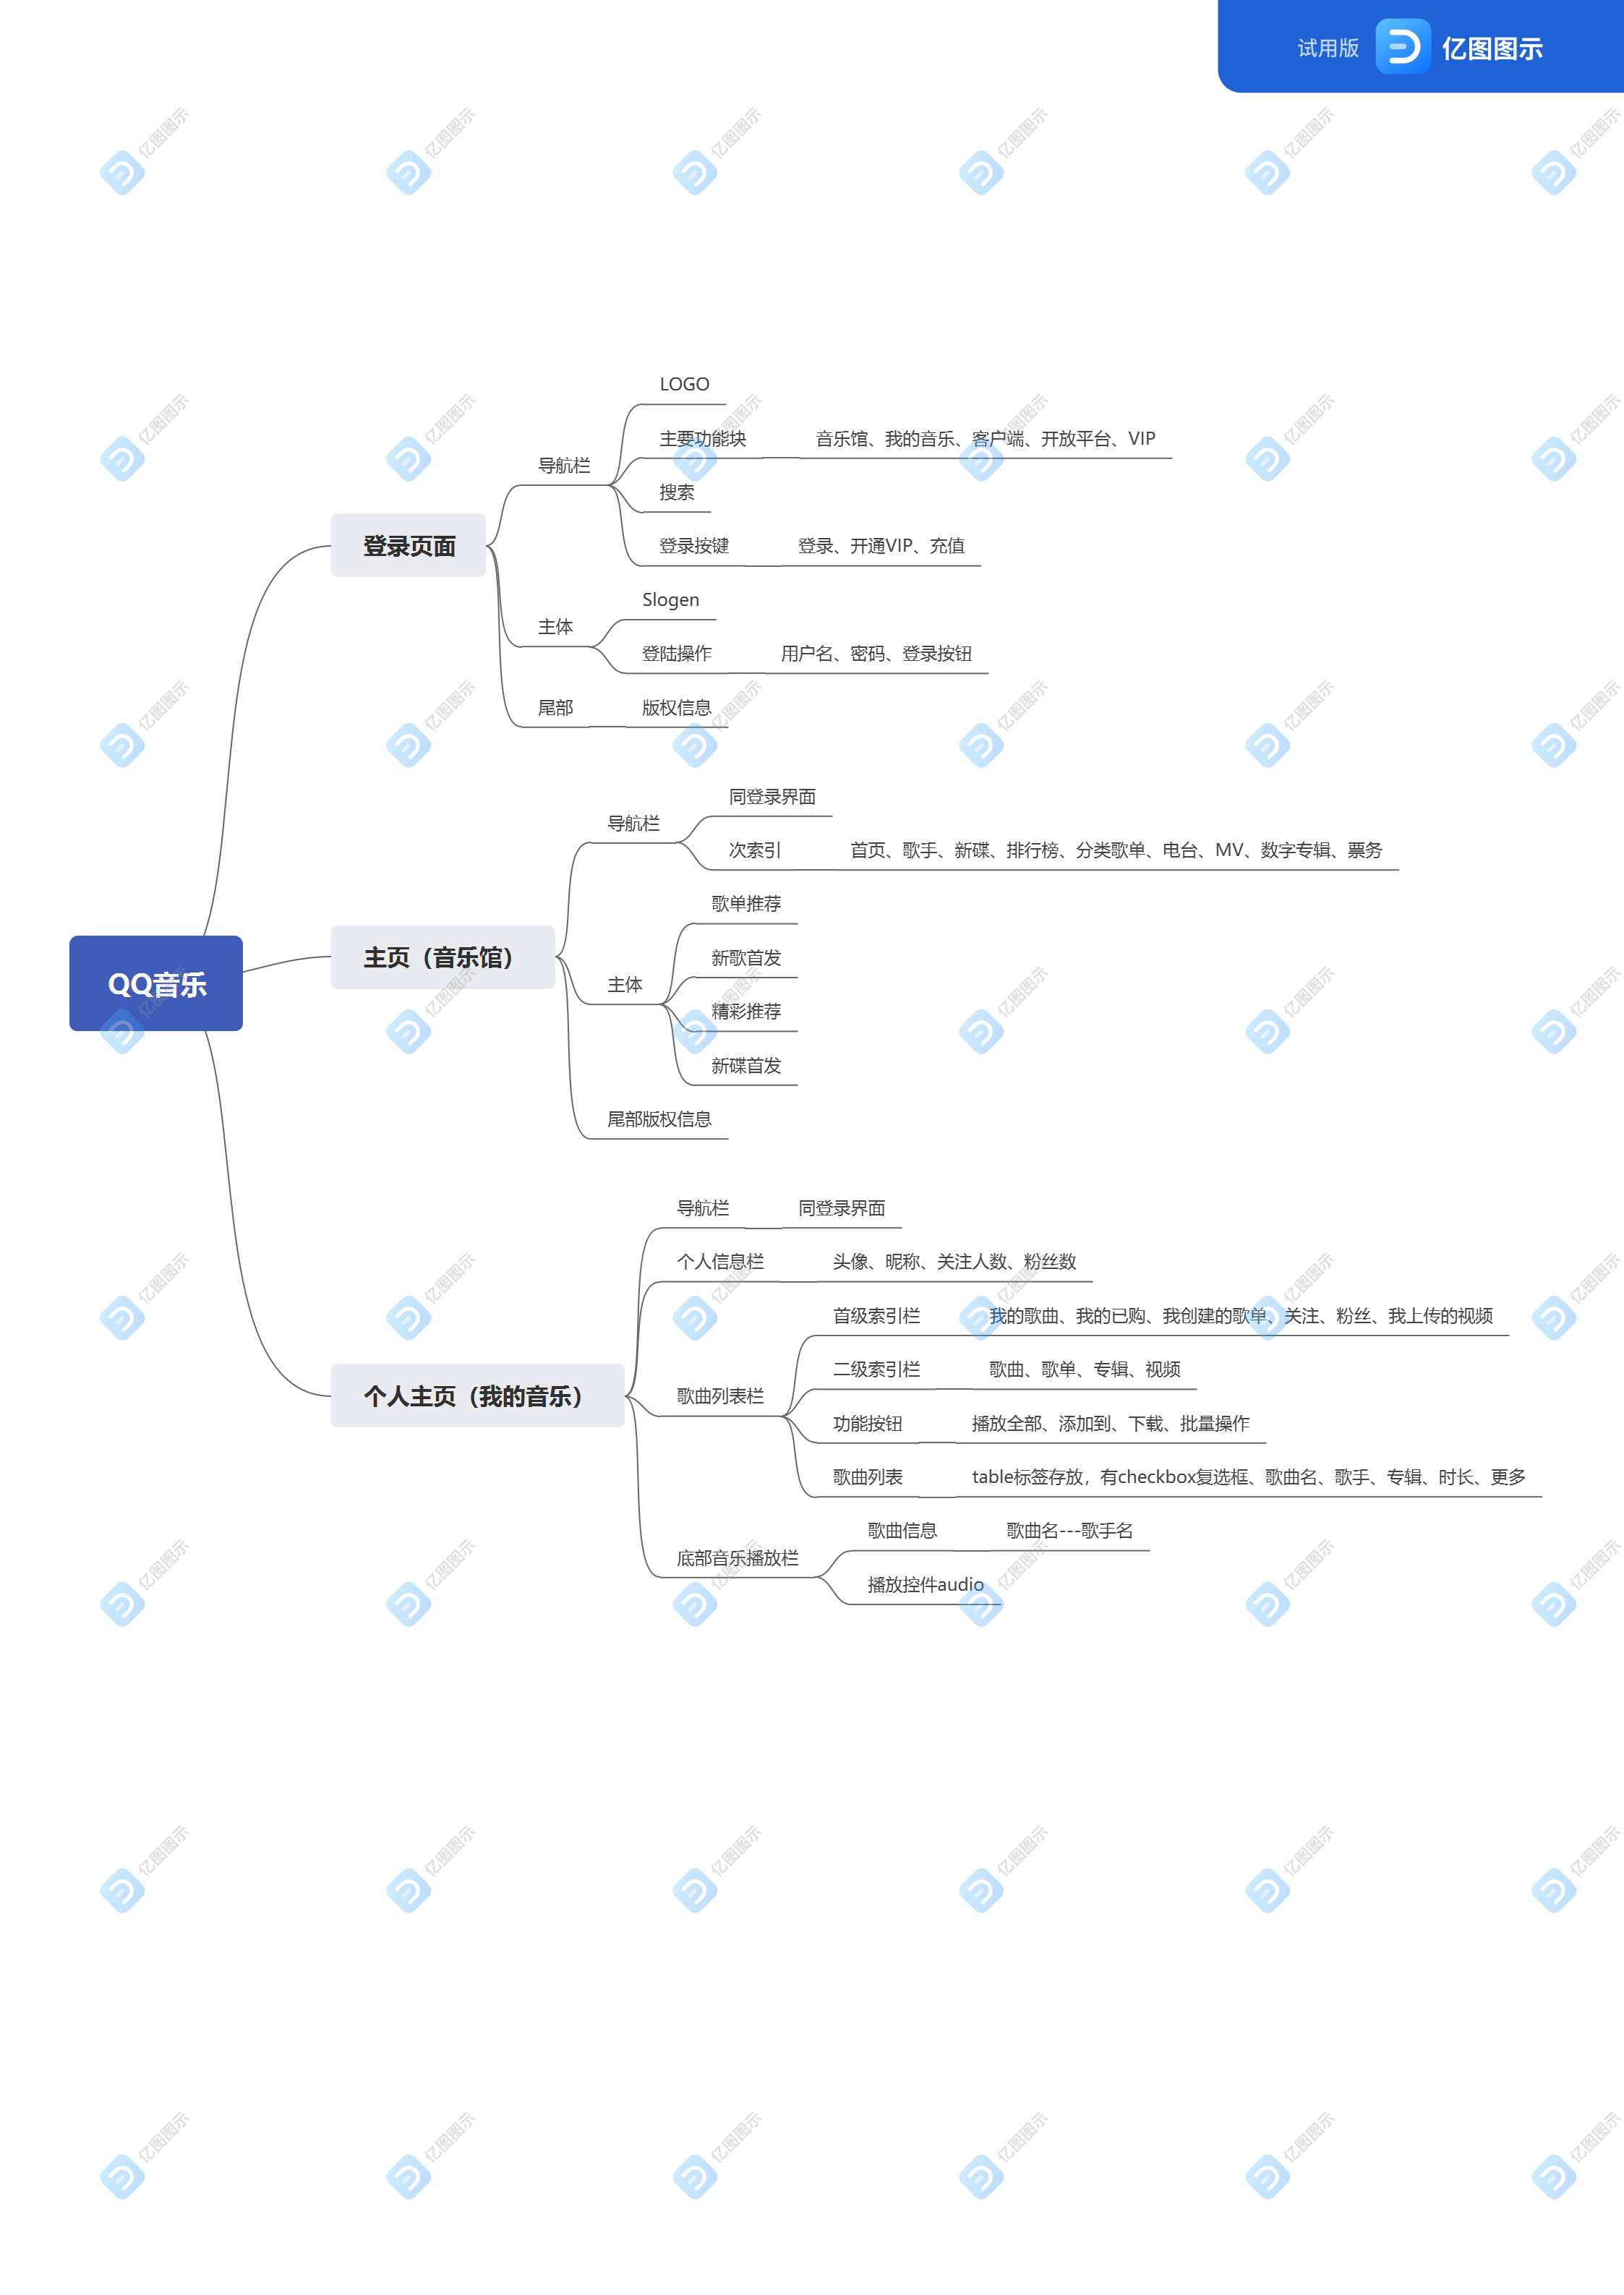 试用版 亿图图示
LOGO
主要功能块 音乐馆、我的音乐、客户端、开放平台、VIP
导航栏
搜索
登录页面
登录按键 登录、开通VIP、充值
Slogen
主体
登陆操作 用户名、密码、登录按钮
尾部 版权信息
同登录界面
导航栏
次索引 首页、歌手、新碟、排行榜、分类歌单、电台、MV、数字专辑、票务
歌单推荐
主页（音乐馆）
新歌首发
QQ音乐
主体
精彩推荐
新碟首发
尾部版权信息
导航栏 同登录界面
个人信息栏 头像、昵称、关注人数、粉丝数
首级索引栏 我的歌曲、我的已购、我创建的歌单、关注、粉丝、我上传的视频
二级索引栏 歌曲、歌单、专辑、视频
个人主页（我的音乐）
歌曲列表栏
功能按钮 播放全部、添加到、下载、批量操作
歌曲列表 table标签存放，有checkbox复选框、歌曲名、歌手、专辑、时长、更多
歌曲信息 歌曲名---歌手名
底部音乐播放栏
播放控件audio